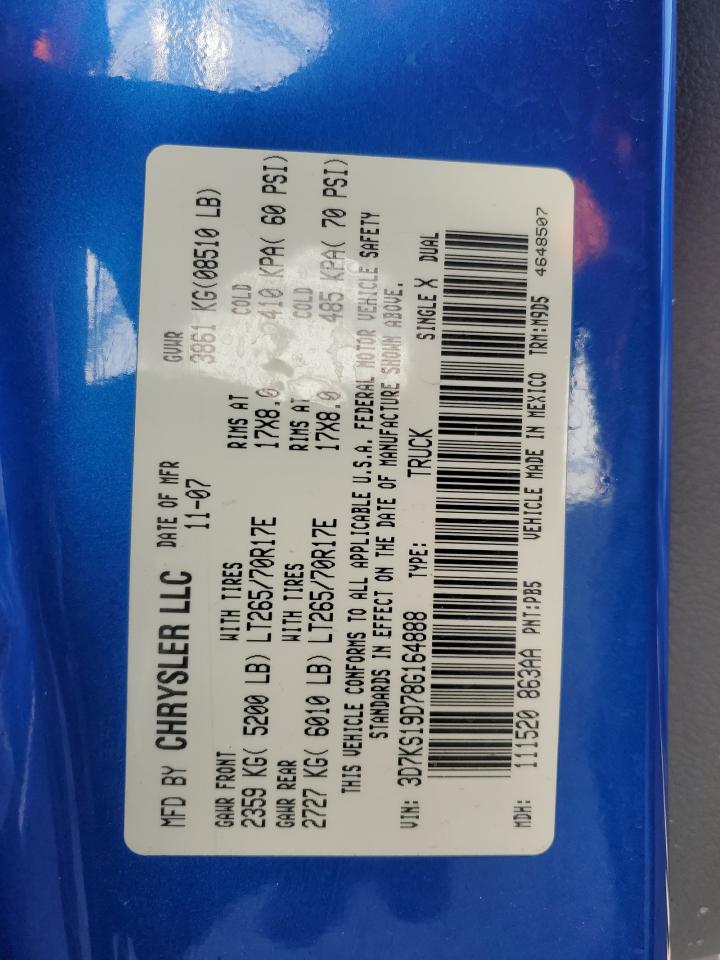 MFD BY CHRYSLER LLC DATE OF MFR GVWR
11-07 3861 KG(08510 LB)
GAWR FRONT WITH TIRES RIMS AT COLD
2359 KG( 5200 LB) LT265/70R17E 17X8.0 410 KPA( 60 PSI)
GAWR REAR WITH TIRES RIMS AT COLD
2727 KG( 6010 LB) LT265/70R17E 17X8.0 485 KPA( 70 PSI)
THIS VEHICLE CONFORMS TO ALL APPLICABLE U.S.A. FEDERAL MOTOR VEHICLE SAFETY
STANDARDS IN EFFECT ON THE DATE OF MANUFACTURE SHOWN ABOVE.
VIN: 3D7KS19D78G164888 TYPE: TRUCK SINGLE X DUAL
MDH: 111520 863AA PNT:PB5 VEHICLE MADE IN MEXICO TRM:M9D5 4648507